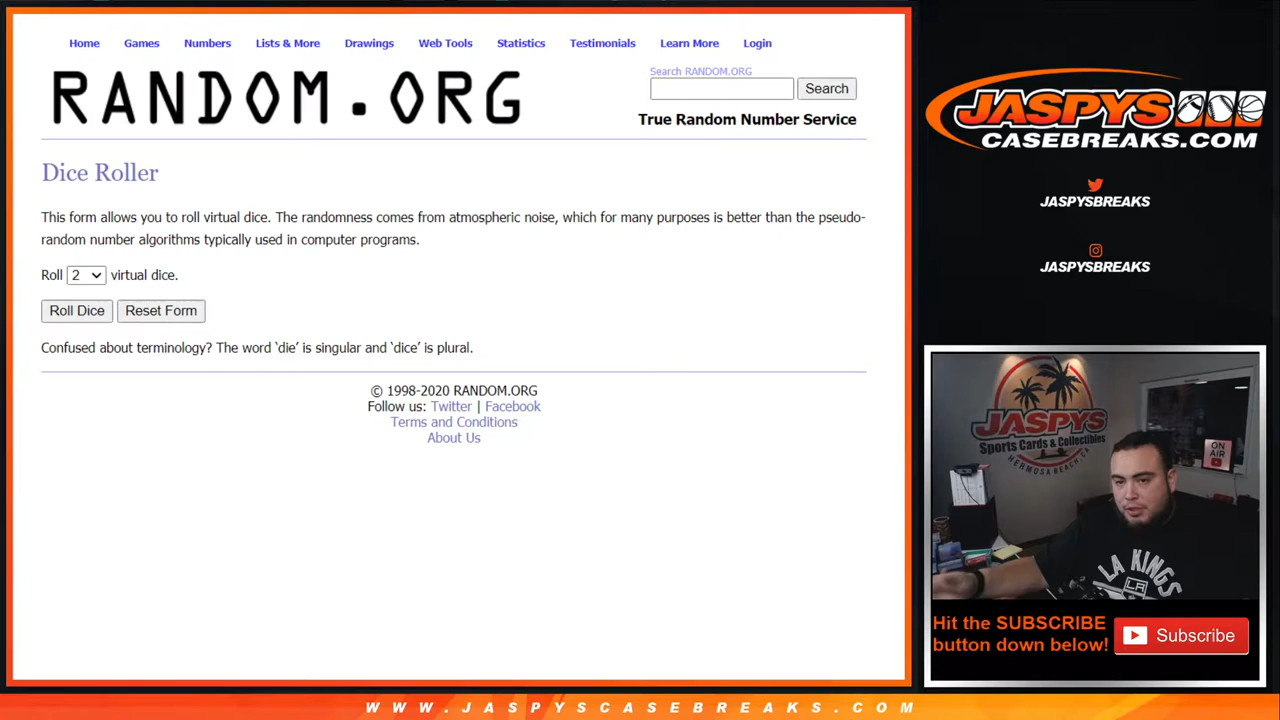 Home Games Numbers Lists & More Drawings Web Tools Statistics Testimonials Learn More Login
RANDOM.ORG
Search RANDOM.ORG
Search
True Random Number Service
Dice Roller
This form allows you to roll virtual dice. The randomness comes from atmospheric noise, which for many purposes is better than the pseudo-
random number algorithms typically used in computer programs.
Roll 2 virtual dice.
Roll Dice Reset Form
Confused about terminology? The word ‘die’ is singular and ‘dice’ is plural.
© 1998-2020 RANDOM.ORG
Follow us: Twitter | Facebook
Terms and Conditions
About Us
JASPYS
CASEBREAKS.COM
JASPYSBREAKS
JASPYSBREAKS
JASPYS
Sports Cards & Collectibles
HERMOSA BEACH, CA
ON
AIR
LA KINGS
LA
Hit the SUBSCRIBE
button down below!
Subscribe
WWW.JASPYSCASEBREAKS.COM